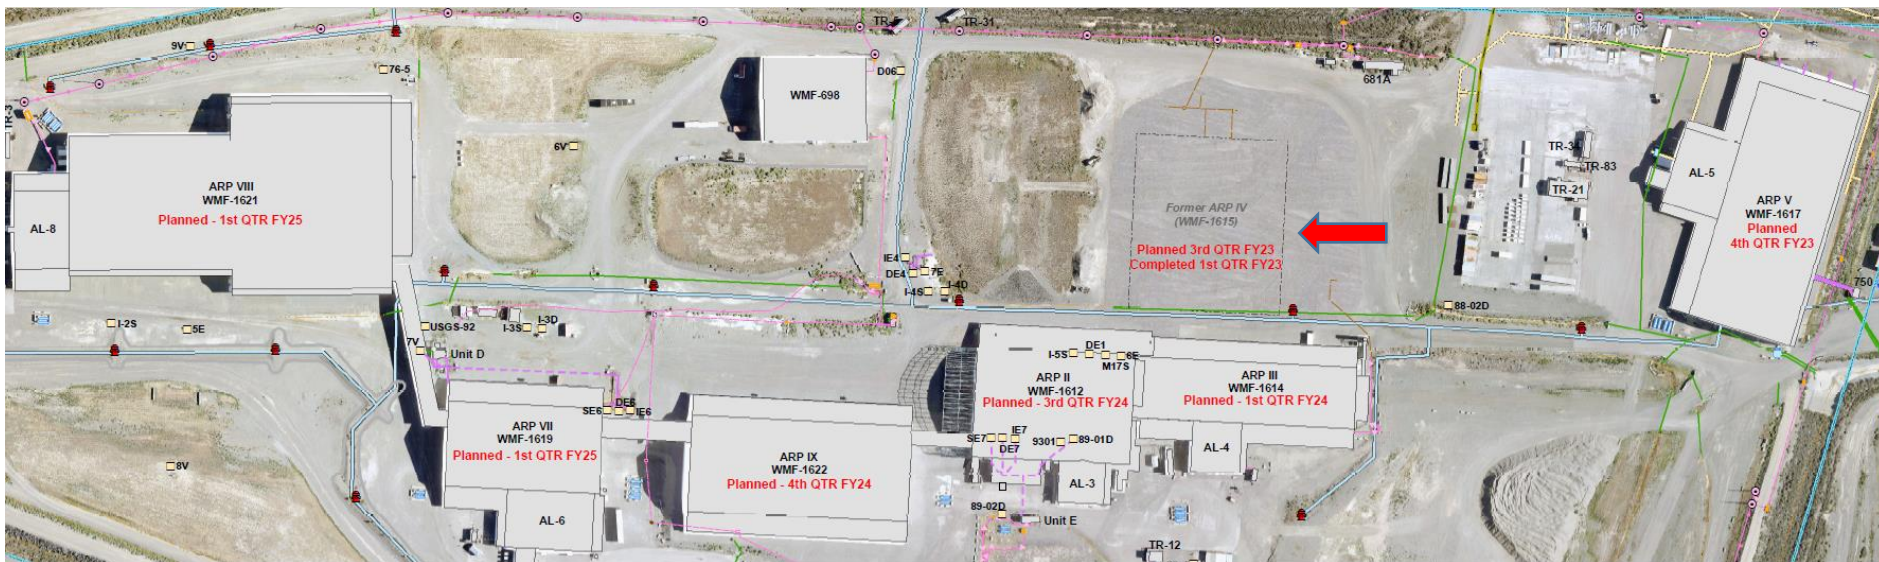 TR-31
9V
76-5
D06
681A
WMF-698
TR-3
6V
TR-34
TR-83
TR-21
AL-5
ARP V
WMF-1617
Planned
4th QTR FY23
ARP VIII
WMF-1621
Planned - 1st QTR FY25
AL-8
Former ARP IV
(WMF-1615)
Planned 3rd QTR FY23
Completed 1st QTR FY23
IE4
DE4
7E
I-4S
I-4D
750
88-02D
I-2S
5E
USGS-92
I-3S
I-3D
7V
Unit D
I-5S
DE1
6E
M17S
ARP II
WMF-1612
Planned - 3rd QTR FY24
ARP III
WMF-1614
Planned - 1st QTR FY24
SE6
DE6
IE6
ARP VII
WMF-1619
Planned - 1st QTR FY25
ARP IX
WMF-1622
Planned - 4th QTR FY24
SE7
IE7
DE7
9301
89-01D
AL-4
AL-3
8V
AL-6
89-02D
Unit E
TR-12